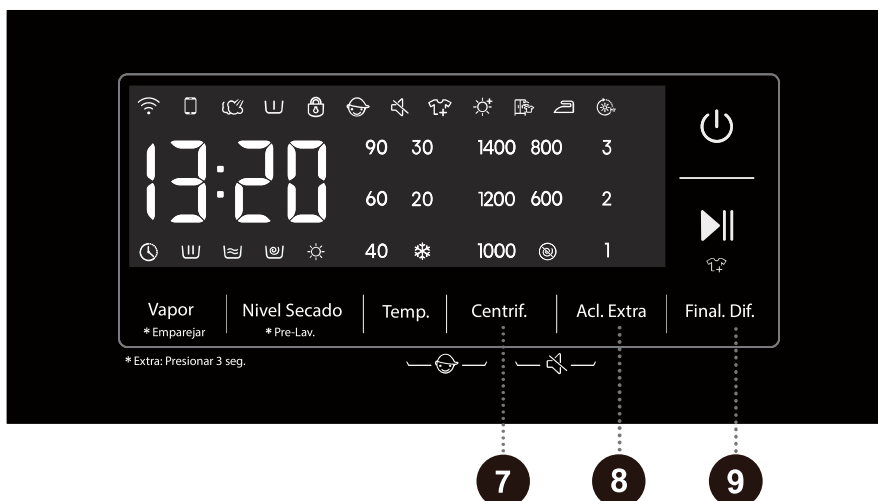 90 30 1400 800 3
13:20
60 20 1200 600 2
40 1000 1
Vapor Nivel Secado Temp. Centrif. Acl. Extra Final. Dif.
* Emparejar * Pre-Lav.
* Extra: Presionar 3 seg.
7 8 9